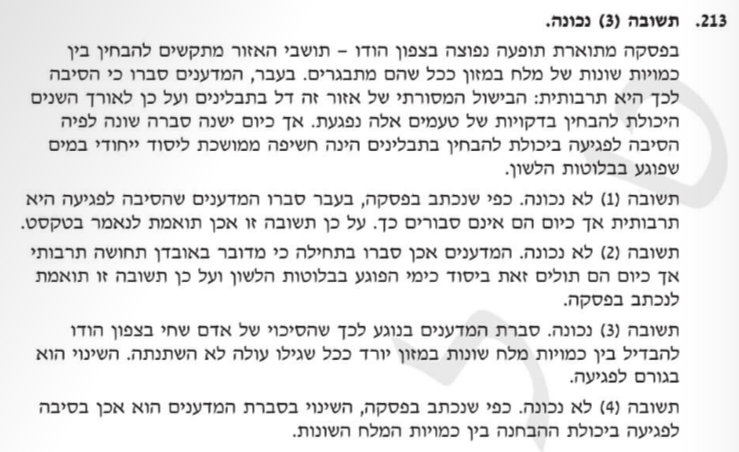 213. תשובה (3) נכונה.
בפסקה מתוארת תופעה נפוצה בצפון הודו – תושבי האזור מתקשים להבחין בין
כמויות שונות של מלח במזון ככל שהם מתבגרים. בעבר, המדענים סברו כי הסיבה
לכך היא תרבותית: הבישול המסורתי של אזור זה דל בתבלינים ועל כן לאורך השנים
היכולת להבחין בדקויות של טעמים אלה נפגעת. אך כיום ישנה סברה שונה לפיה
הסיבה לפגיעה ביכולת להבחין בתבלינים הינה חשיפה ממושכת ליסוד ייחודי במים
שפוגע בבלוטות הלשון.
תשובה (1) לא נכונה. כפי שנכתב בפסקה, בעבר סברו המדענים שהסיבה לפגיעה היא
תרבותית אך כיום הם אינם סבורים כך. על כן תשובה זו אכן תואמת לנאמר בטקסט.
תשובה (2) לא נכונה. המדענים אכן סברו בתחילה כי מדובר באובדן תחושה תרבותי
אך כיום הם תולים זאת ביסוד כימי הפוגע בבלוטות הלשון ועל כן תשובה זו תואמת
לנכתב בפסקה.
תשובה (3) נכונה. סברת המדענים בנוגע לכך שהסיכוי של אדם שחי בצפון הודו
להבדיל בין כמויות מלח שונות במזון יורד ככל שגילו עולה לא השתנתה. השינוי הוא
בגורם לפגיעה.
תשובה (4) לא נכונה. כפי שנכתב בפסקה, השינוי בסברת המדענים הוא אכן בסיבה
לפגיעה ביכולת ההבחנה בין כמויות המלח השונות.